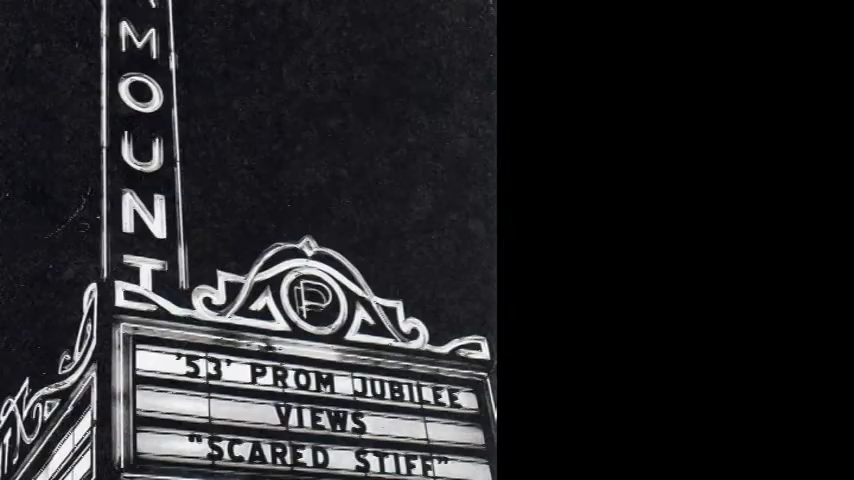 MOUNT
P
'53' PROM JUBILEE
VIEWS
"SCARED STIFF"